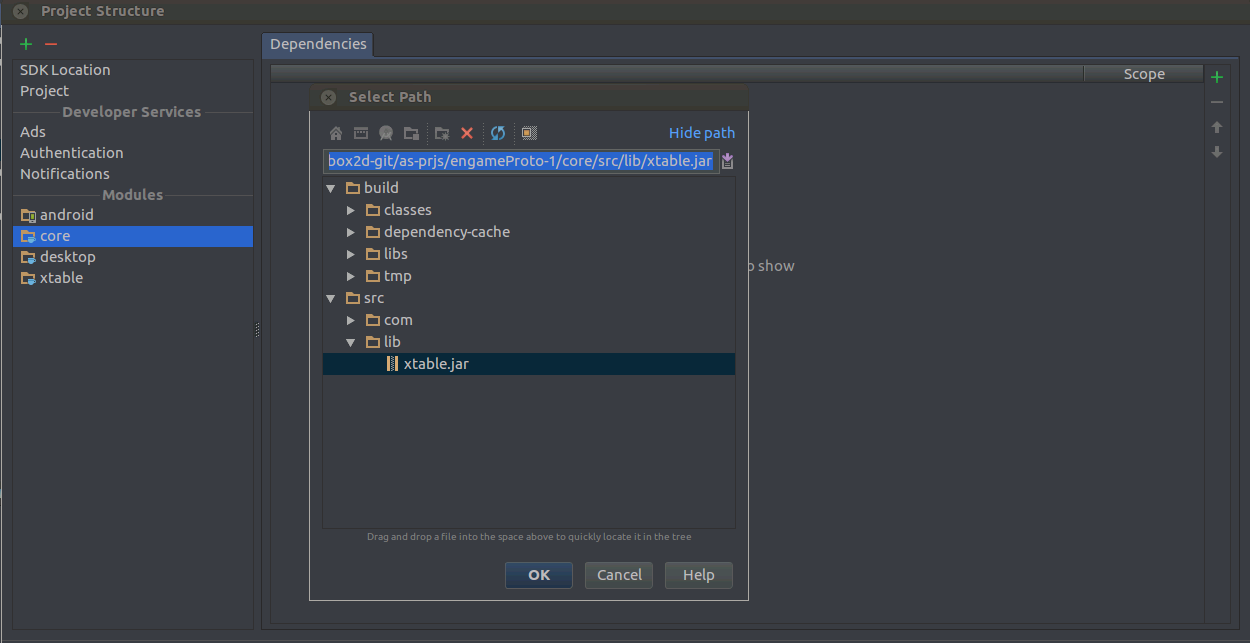 Project Structure
SDK Location
Project
Developer Services
Ads
Authentication
Notifications
Modules
android
core
desktop
xtable
Dependencies
Scope
Select Path
Hide path
box2d-git/as-prjs/engameProto-1/core/src/lib/xtable.jar
build
classes
dependency-cache
libs
tmp
src
com
lib
xtable.jar
show
Drag and drop a file into the space above to quickly locate it in the tree
OK
Cancel
Help